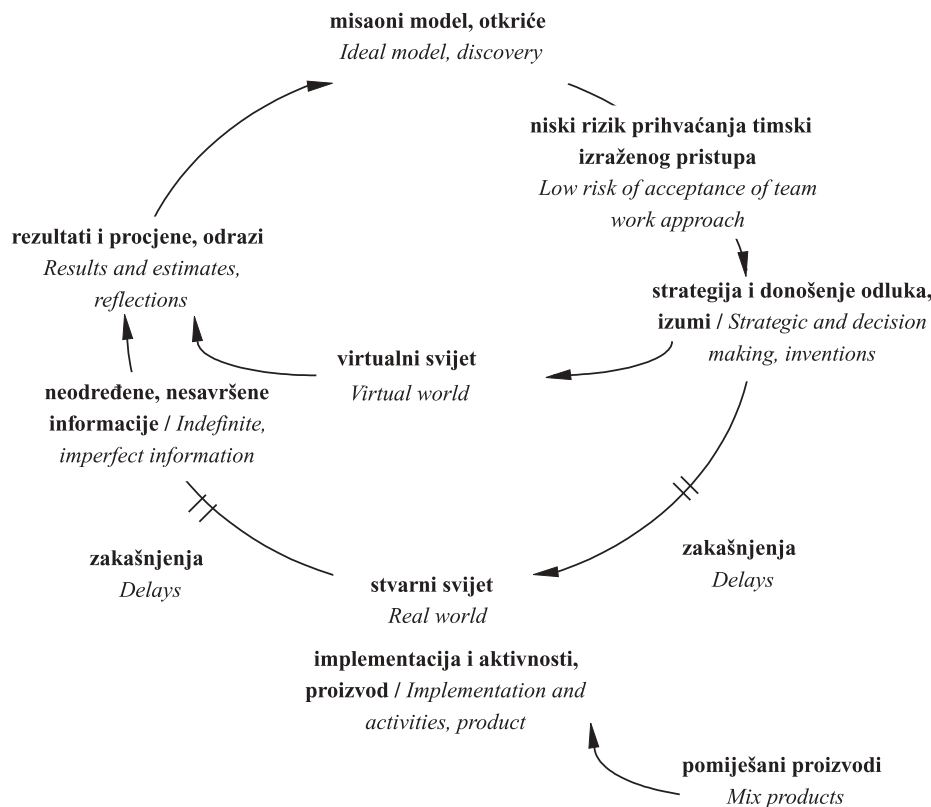 misaoni model, otkriće
Ideal model, discovery
niski rizik prihvaćanja timski
izraženog pristupa
Low risk of acceptance of team
work approach
rezultati i procjene, odrazi
Results and estimates,
reflections
strategija i donošenje odluka,
izumi / Strategic and decision
making, inventions
virtualni svijet
Virtual world
neodređene, nesavršene
informacije / Indefinite,
imperfect information
zakašnjenja
Delays
zakašnjenja
Delays
stvarni svijet
Real world
implementacija i aktivnosti,
proizvod / Implementation and
activities, product
pomiješani proizvodi
Mix products